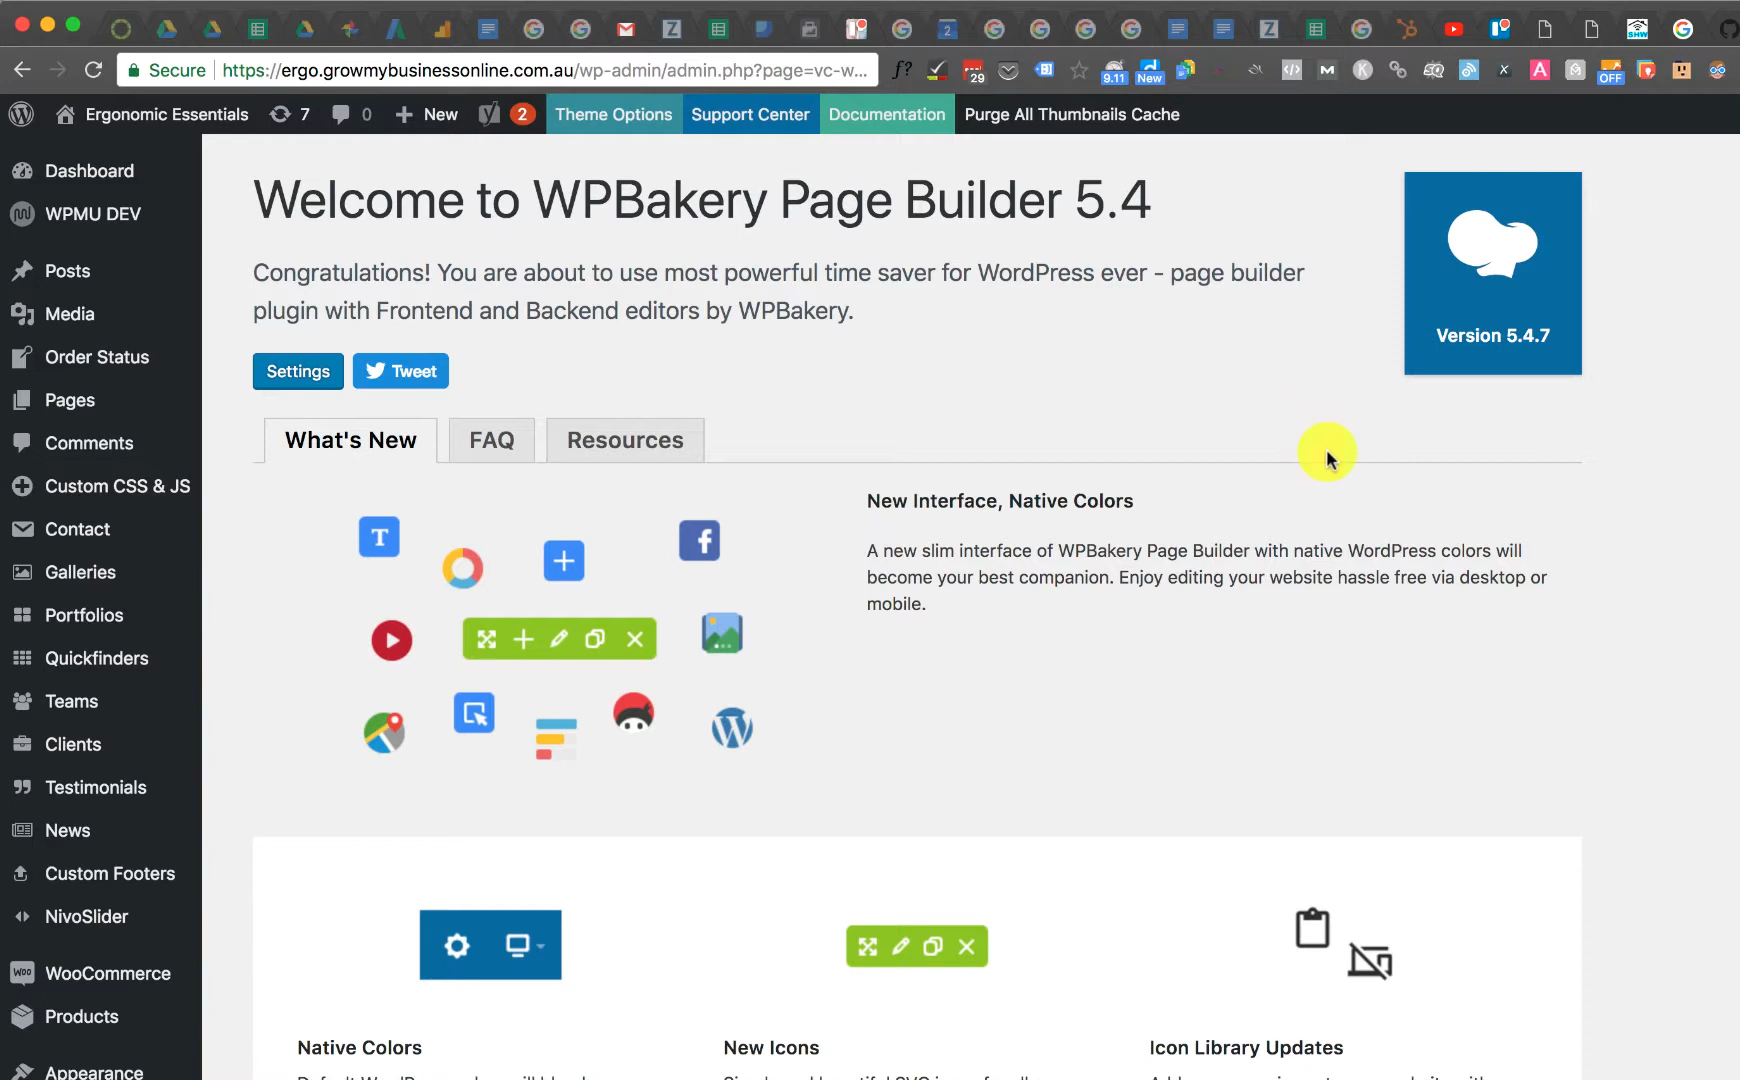 Secure https://ergo.growmybusinessonline.com.au/wp-admin/admin.php?page=vc-w...
29
9.11
New
OFF
Ergonomic Essentials
7
0
New
2
Theme Options
Support Center
Documentation
Purge All Thumbnails Cache
Dashboard
WPMU DEV
Posts
Media
Order Status
Pages
Comments
Custom CSS & JS
Contact
Galleries
Portfolios
Quickfinders
Teams
Clients
Testimonials
News
Custom Footers
NivoSlider
WooCommerce
Products
Appearance
Welcome to WPBakery Page Builder 5.4
Congratulations! You are about to use most powerful time saver for WordPress ever - page builder
plugin with Frontend and Backend editors by WPBakery.
Version 5.4.7
Settings
Tweet
What's New
FAQ
Resources
New Interface, Native Colors
A new slim interface of WPBakery Page Builder with native WordPress colors will
become your best companion. Enjoy editing your website hassle free via desktop or
mobile.
Native Colors
New Icons
Icon Library Updates